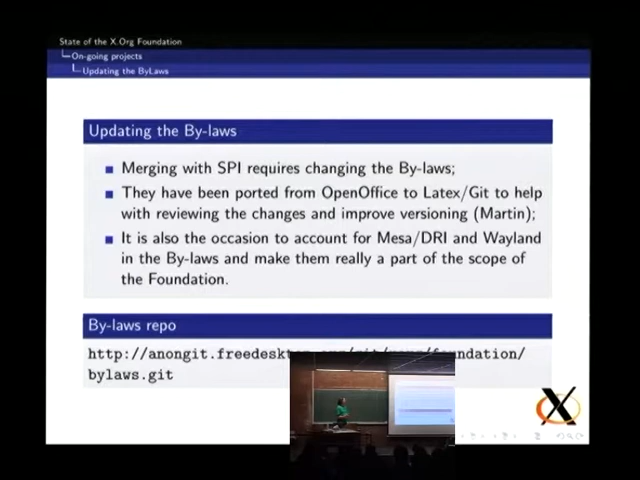 State of the X.Org Foundation
On-going projects
Updating the ByLaws
Updating the By-laws
Merging with SPI requires changing the By-laws;
They have been ported from OpenOffice to Latex/Git to help
with reviewing the changes and improve versioning (Martin);
It is also the occasion to account for Mesa/DRI and Wayland
in the By-laws and make them really a part of the scope of
the Foundation.
By-laws repo
http://anongit.freedesktop.org/git/ /foundation/
bylaws.git
X